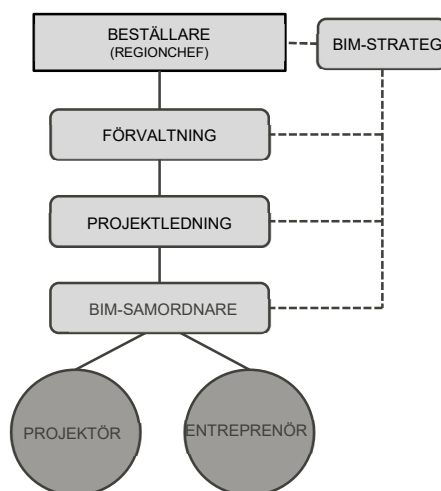 BESTÄLLARE
(REGIONCHEF)
BIM-STRATEG
FÖRVALTNING
PROJEKTLEDNING
BIM-SAMORDNARE
PROJEKTÖR
ENTREPRENÖR